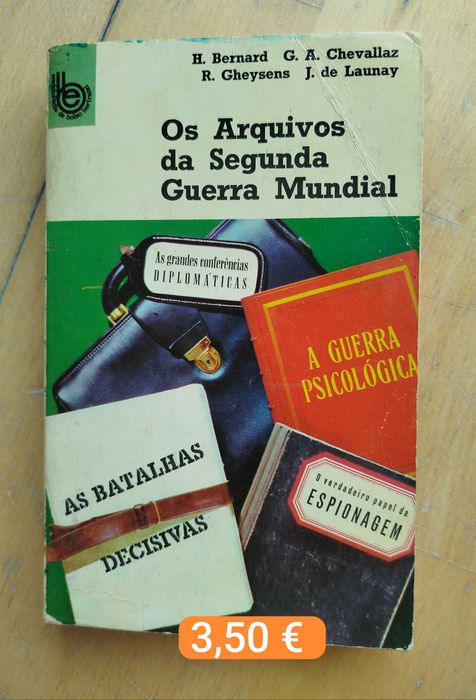 H. Bernard G. A. Chevallaz
R. Gheysens J. de Launay
Os Arquivos
da Segunda
Guerra Mundial
As grandes conferências
DIPLOMÁTICAS
A GUERRA
PSICOLÓGICA
AS BATALHAS
DECISIVAS
O verdadeiro papel da
ESPIONAGEM
3,50 €